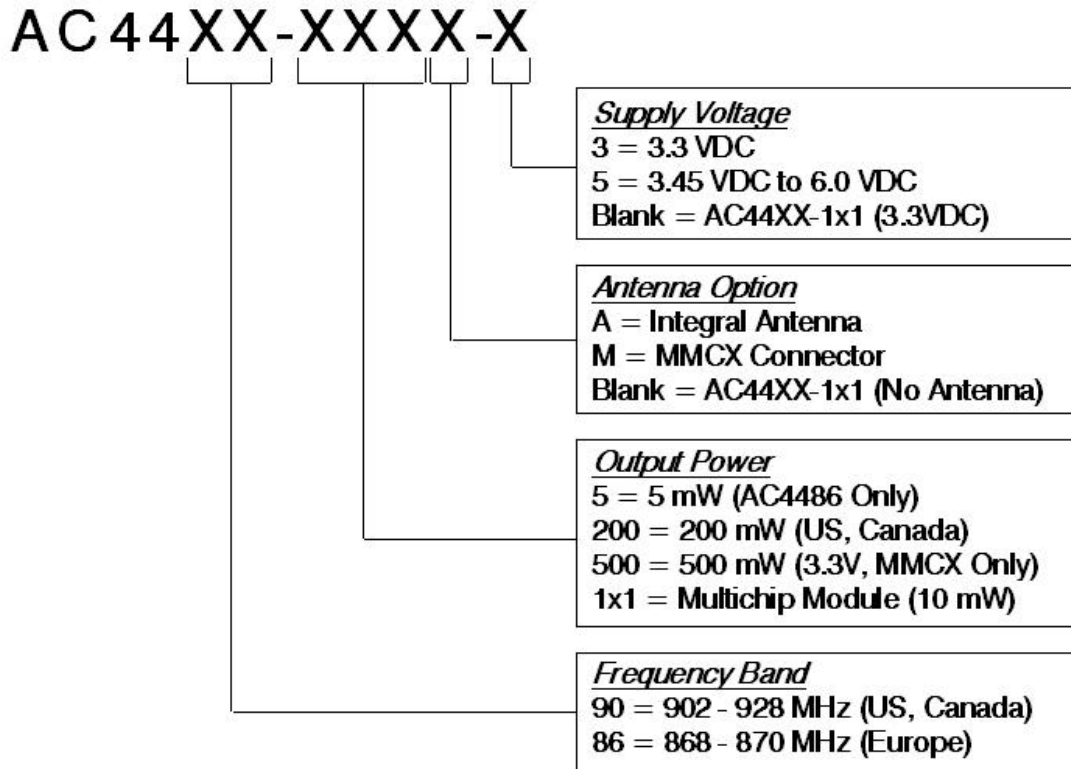 AC44XX-XXXX-X
Supply Voltage
3 = 3.3 VDC
5 = 3.45 VDC to 6.0 VDC
Blank = AC44XX-1x1 (3.3VDC)
Antenna Option
A = Integral Antenna
M = MMCX Connector
Blank = AC44XX-1x1 (No Antenna)
Output Power
5 = 5 mW (AC4486 Only)
200 = 200 mW (US, Canada)
500 = 500 mW (3.3V, MMCX Only)
1x1 = Multichip Module (10 mW)
Frequency Band
90 = 902 - 928 MHz (US, Canada)
86 = 868 - 870 MHz (Europe)